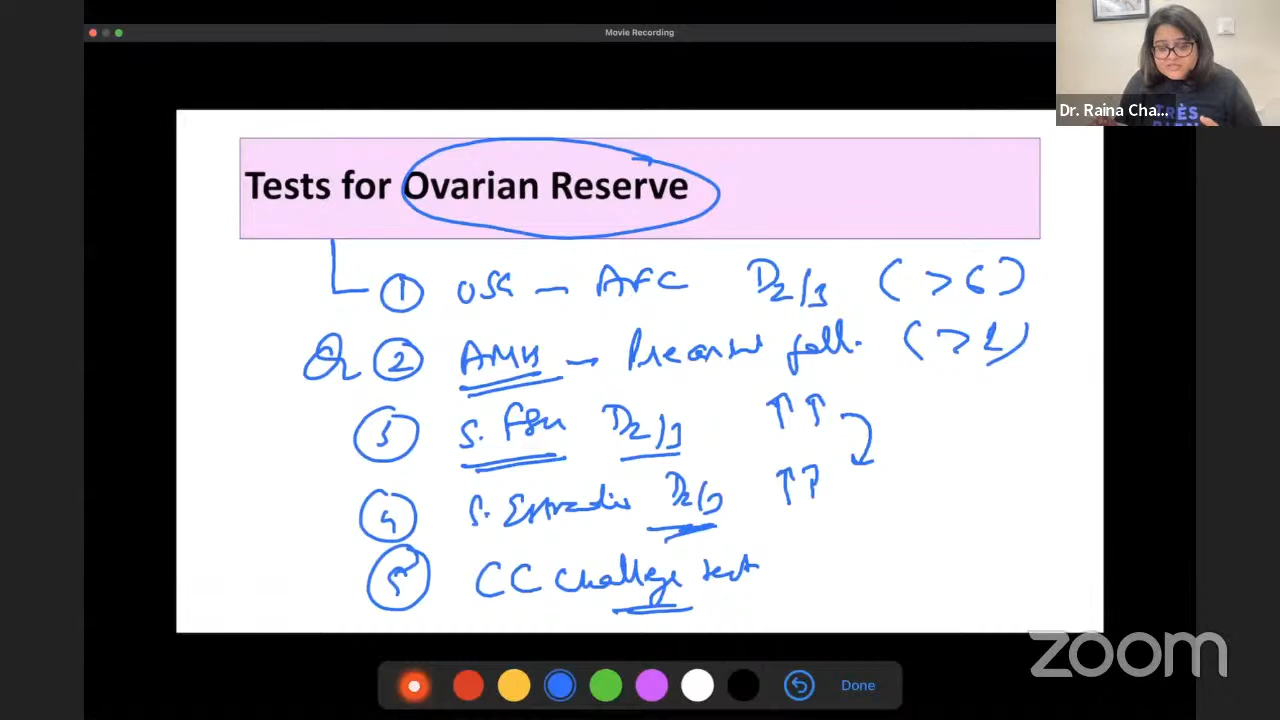 Movie Recording
Dr. Raina Cha...
TRÈS
Tests for Ovarian Reserve
① USG – AFC D2/3 (>6)
② AMH → Preantral foll. (>1)
③ S. FSH D2/3 ↑↑
④ S. Estradiol D2/3 ↑↑
⑤ CC Challenge test
zoom
Done